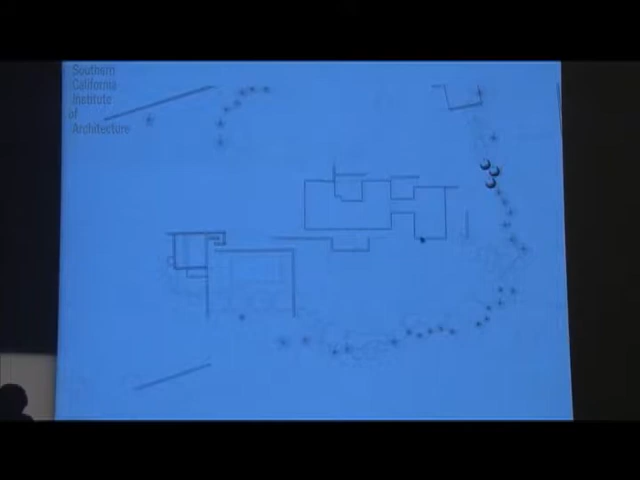 Southern
California
Institute
of
Architecture